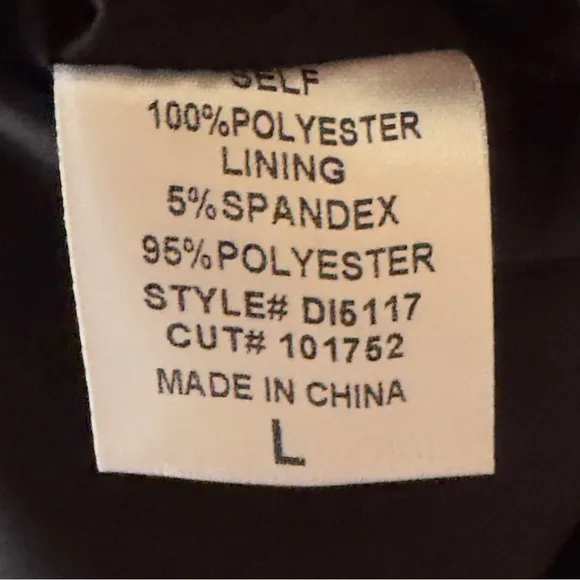 SELF
100%POLYESTER
LINING
5%SPANDEX
95%POLYESTER
STYLE# DI5117
CUT# 101752
MADE IN CHINA
L